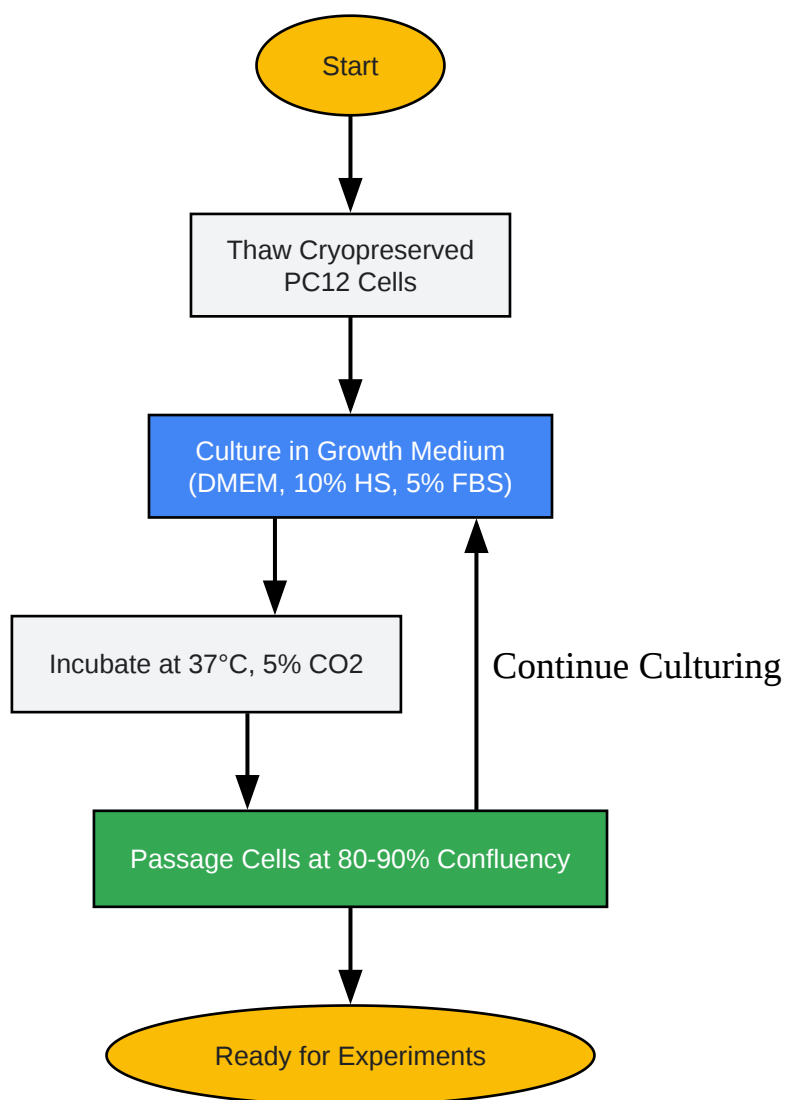 Start
Thaw Cryopreserved
PC12 Cells
Culture in Growth Medium
(DMEM, 10% HS, 5% FBS)
Incubate at 37°C, 5% CO2
Continue Culturing
Passage Cells at 80-90% Confluency
Ready for Experiments